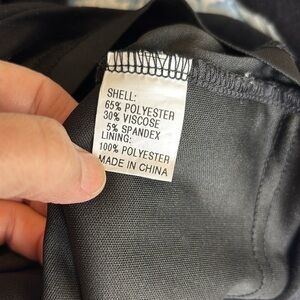 SHELL:
65% POLYESTER
30% VISCOSE
5% SPANDEX
LINING:
100% POLYESTER
MADE IN CHINA